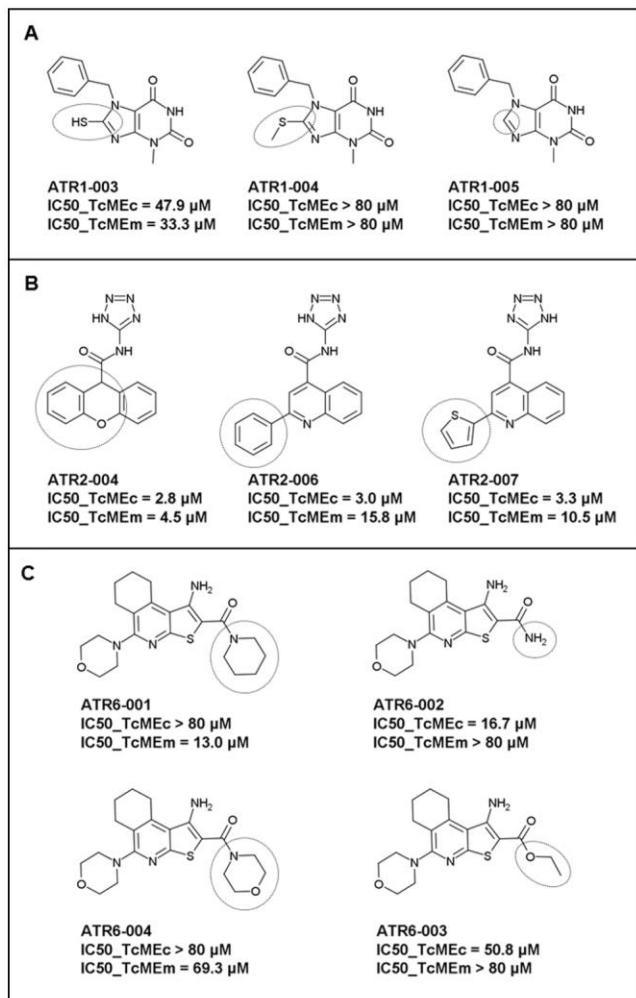 A
O
N
NH
HS
N
N
O
O
N
NH
S
N
N
O
O
N
NH
N
N
O
ATR1-003
IC50_TcMEc = 47.9 µM
IC50_TcMEm = 33.3 µM
ATR1-004
IC50_TcMEc > 80 µM
IC50_TcMEm > 80 µM
ATR1-005
IC50_TcMEc > 80 µM
IC50_TcMEm > 80 µM
B
N=N
HN N
O NH
O
N=N
N NH
O NH
N
N=N
N NH
O NH
S
N
ATR2-004
IC50_TcMEc = 2.8 µM
IC50_TcMEm = 4.5 µM
ATR2-006
IC50_TcMEc = 3.0 µM
IC50_TcMEm = 15.8 µM
ATR2-007
IC50_TcMEc = 3.3 µM
IC50_TcMEm = 10.5 µM
C
NH2
O
N
N
S
N
O
NH2
O
N
N
S
NH2
O
ATR6-001
IC50_TcMEc > 80 µM
IC50_TcMEm = 13.0 µM
ATR6-002
IC50_TcMEc = 16.7 µM
IC50_TcMEm > 80 µM
NH2
O
N
N
S
N
O
O
NH2
O
N
N
S
O
O
ATR6-004
IC50_TcMEc > 80 µM
IC50_TcMEm = 69.3 µM
ATR6-003
IC50_TcMEc = 50.8 µM
IC50_TcMEm > 80 µM